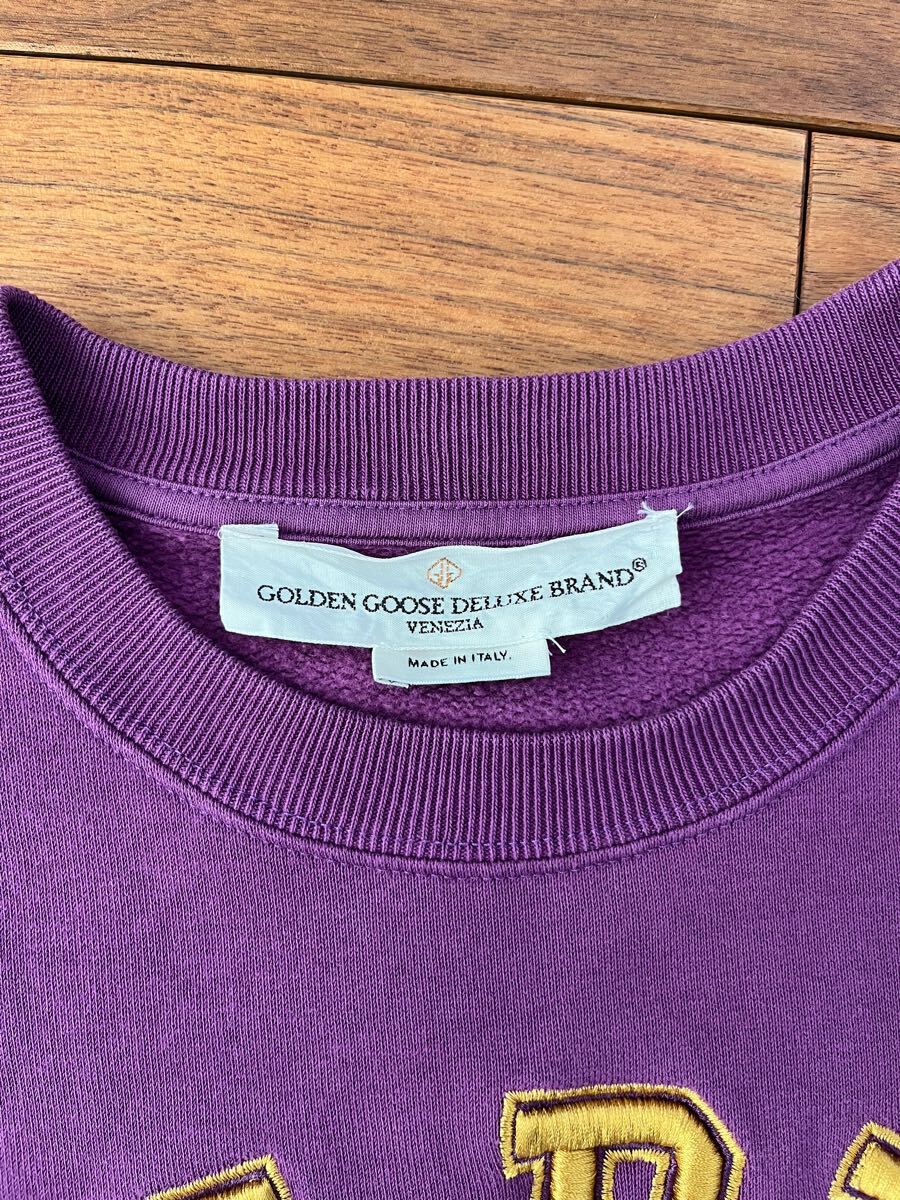 GOLDEN GOOSE DELUXE BRAND®
VENEZIA
MADE IN ITALY.